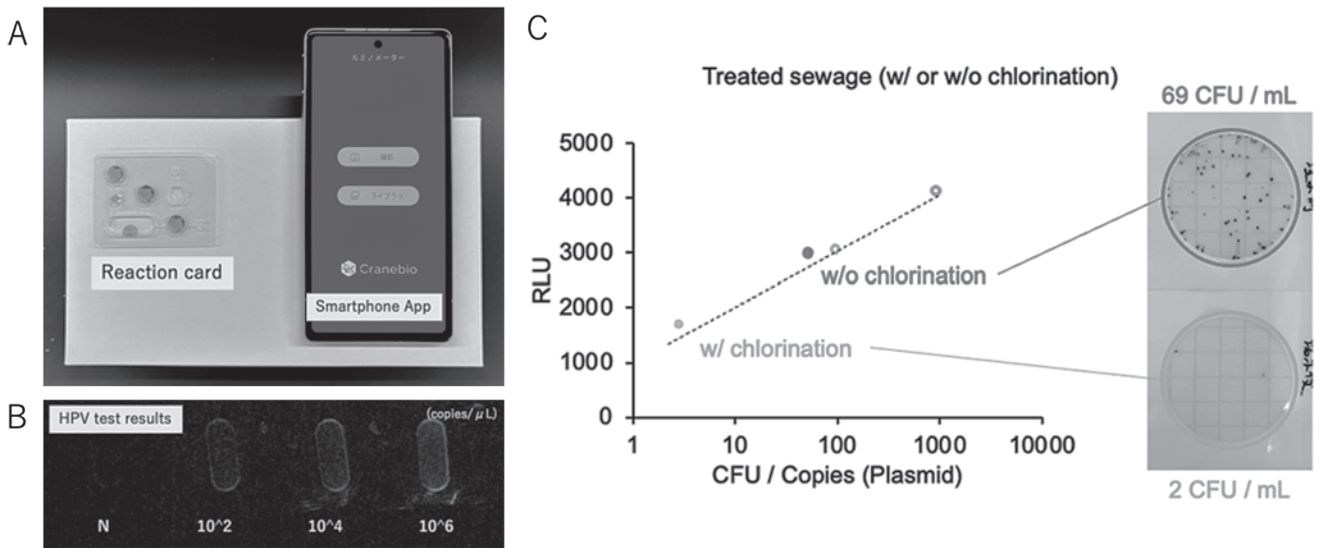 A
ルミノメーター
撮影
ライブラリ
Cranebio
Reaction card
Smartphone App
B
HPV test results
(copies/μL)
N
10^2
10^4
10^6
C
Treated sewage (w/ or w/o chlorination)
69 CFU / mL
5000
4000
3000
2000
1000
0
RLU
w/o chlorination
w/ chlorination
1
10
100
1000
10000
CFU / Copies (Plasmid)
2 CFU / mL